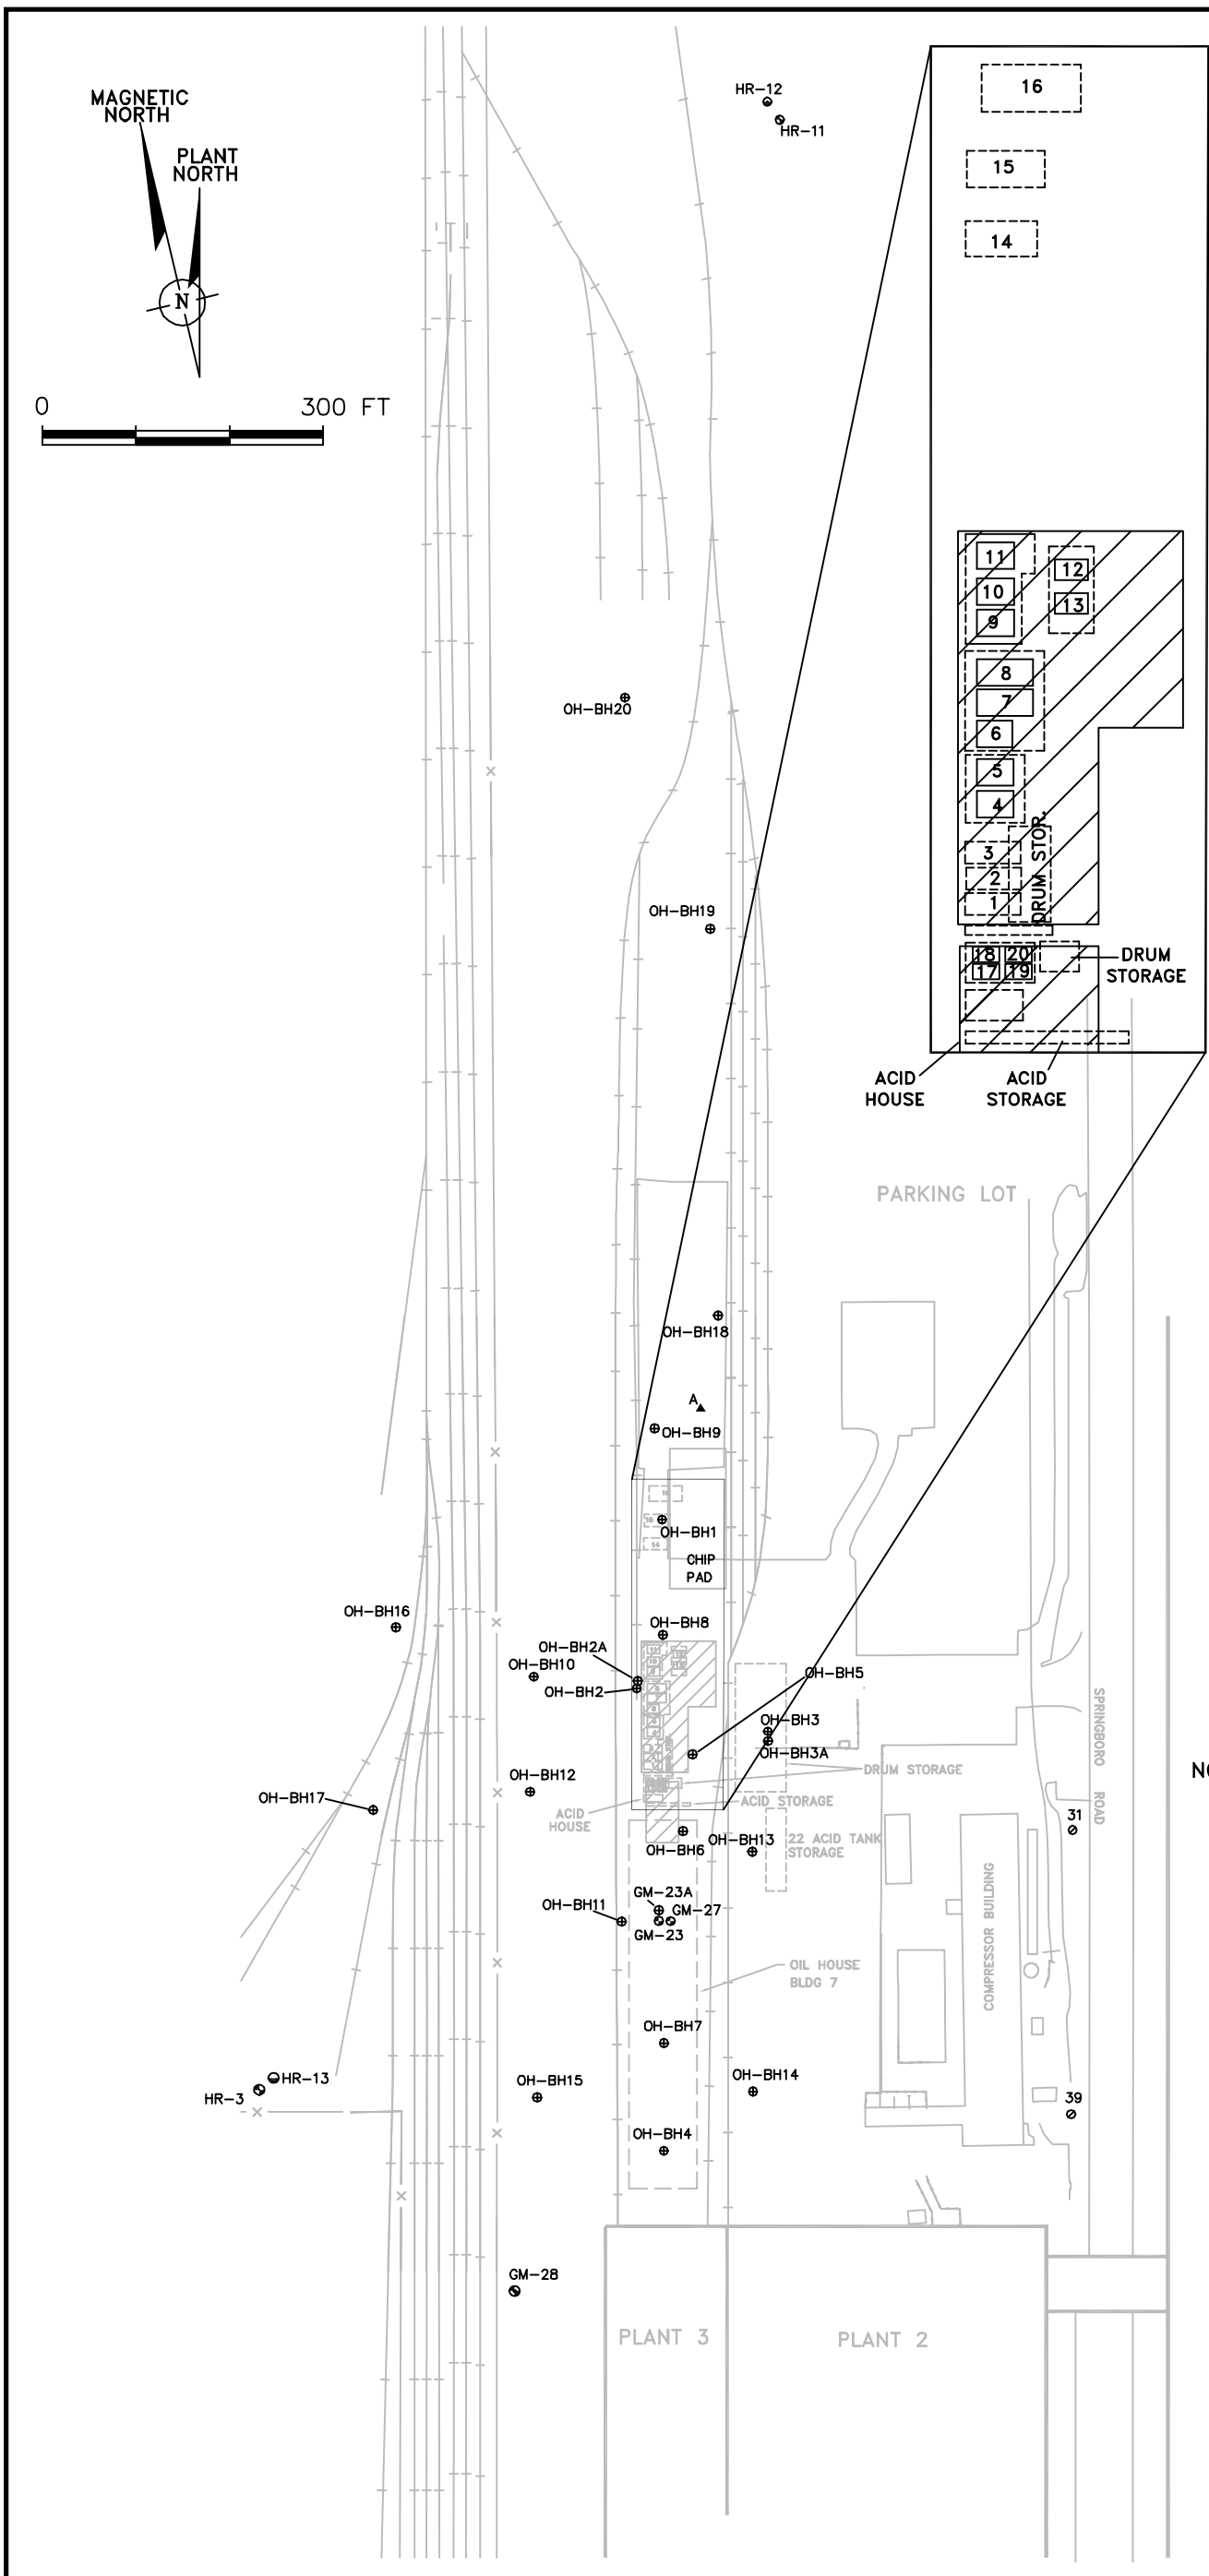 MAGNETIC
NORTH
PLANT
NORTH
N
0
300 FT
HR-12
HR-11
16
15
14
11
12
10
13
9
8
7
6
5
4
3
2
1
DRUM STOR.
18
20
17
19
DRUM
STORAGE
ACID
HOUSE
ACID
STORAGE
OH-BH20
OH-BH19
PARKING LOT
OH-BH18
A
OH-BH9
OH-BH1
14
CHIP
PAD
OH-BH16
OH-BH8
OH-BH2A
OH-BH10
OH-BH2
OH-BH5
OH-BH3
OH-BH3A
SPRINGBORO ROAD
DRUM STORAGE
OH-BH12
OH-BH17
ACID
HOUSE
ACID STORAGE
31
OH-BH6
OH-BH13
22 ACID TANK
STORAGE
GM-23A
OH-BH11
GM-27
GM-23
COMPRESSOR BUILDING
OIL HOUSE
BLDG 7
OH-BH7
HR-13
HR-3
OH-BH15
OH-BH14
39
OH-BH4
GM-28
PLANT 3
PLANT 2